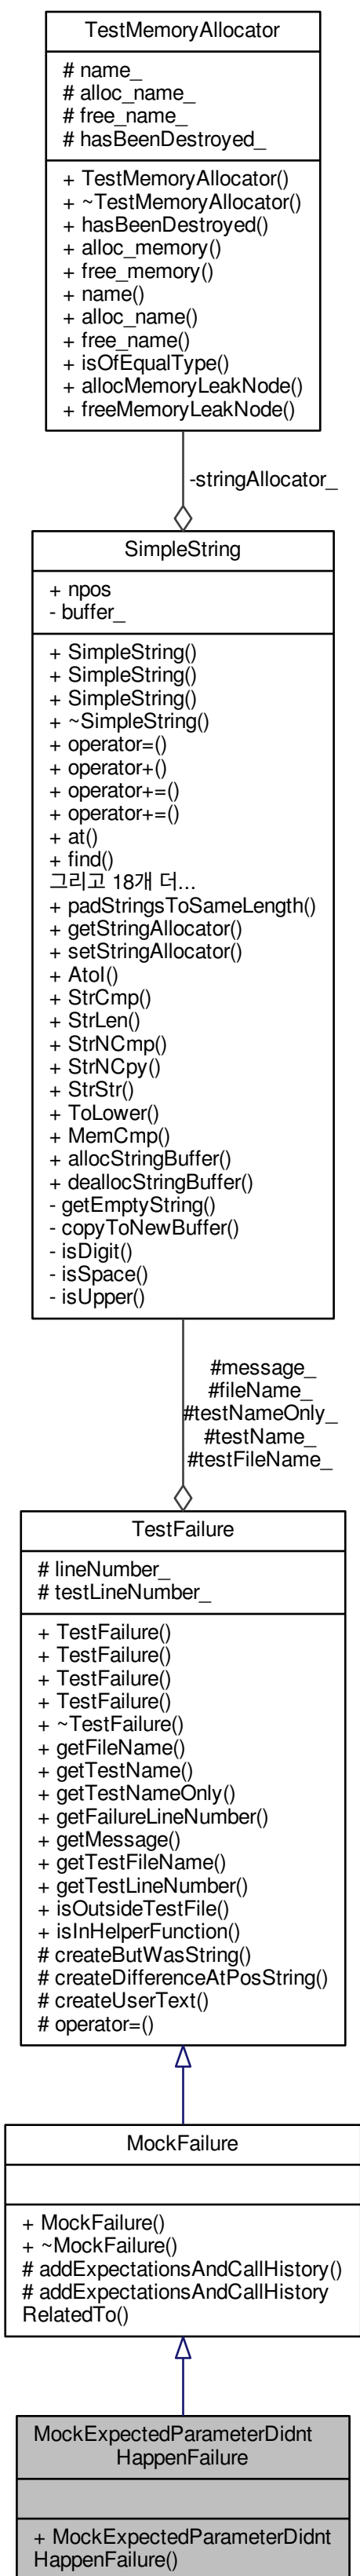 TestMemoryAllocator
# name_
# alloc_name_
# free_name_
# hasBeenDestroyed_
+ TestMemoryAllocator()
+ ~TestMemoryAllocator()
+ hasBeenDestroyed()
+ alloc_memory()
+ free_memory()
+ name()
+ alloc_name()
+ free_name()
+ isOfEqualType()
+ allocMemoryLeakNode()
+ freeMemoryLeakNode()
-stringAllocator_
SimpleString
+ npos
- buffer_
+ SimpleString()
+ SimpleString()
+ SimpleString()
+ ~SimpleString()
+ operator=()
+ operator+()
+ operator+=()
+ operator+=()
+ at()
+ find()
그리고 18개 더...
+ padStringsToSameLength()
+ getStringAllocator()
+ setStringAllocator()
+ AtoI()
+ StrCmp()
+ StrLen()
+ StrNCmp()
+ StrNCpy()
+ StrStr()
+ ToLower()
+ MemCmp()
+ allocStringBuffer()
+ deallocStringBuffer()
- getEmptyString()
- copyToNewBuffer()
- isDigit()
- isSpace()
- isUpper()
#message_
#fileName_
#testNameOnly_
#testName_
#testFileName_
TestFailure
# lineNumber_
# testLineNumber_
+ TestFailure()
+ TestFailure()
+ TestFailure()
+ TestFailure()
+ ~TestFailure()
+ getFileName()
+ getTestName()
+ getTestNameOnly()
+ getFailureLineNumber()
+ getMessage()
+ getTestFileName()
+ getTestLineNumber()
+ isOutsideTestFile()
+ isInHelperFunction()
# createButWasString()
# createDifferenceAtPosString()
# createUserText()
# operator=()
MockFailure
+ MockFailure()
+ ~MockFailure()
# addExpectationsAndCallHistory()
# addExpectationsAndCallHistory
RelatedTo()
MockExpectedParameterDidnt
HappenFailure
+ MockExpectedParameterDidnt
HappenFailure()